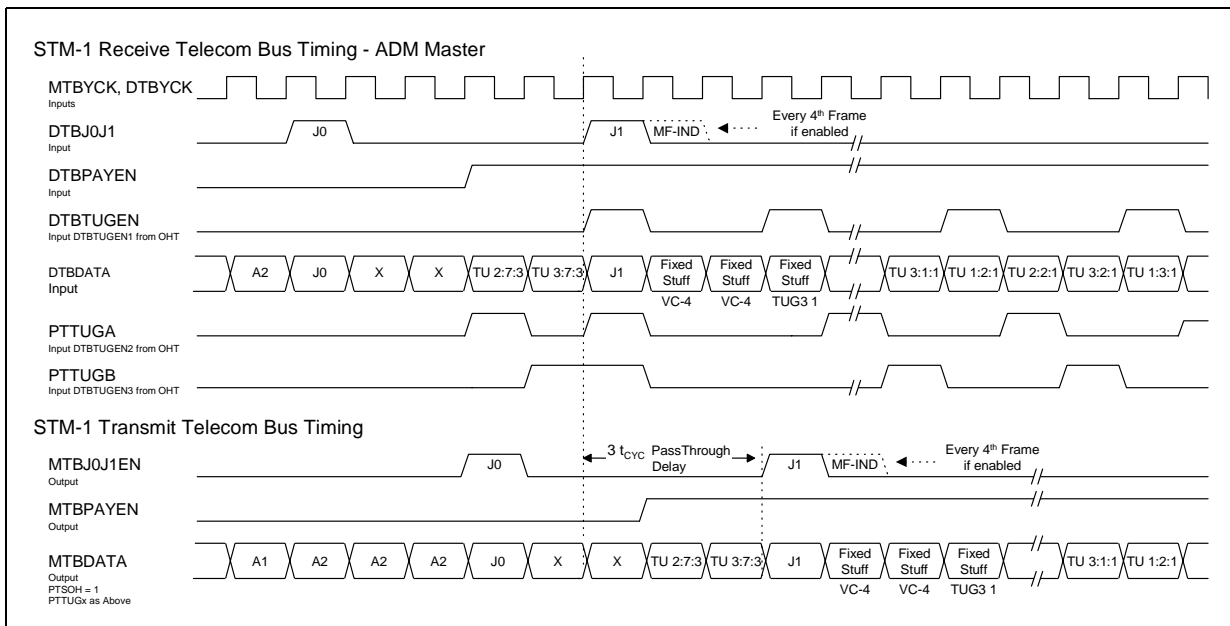 STM-1 Receive Telecom Bus Timing - ADM Master
MTBYCK, DTBYCK
Inputs
DTBJ0J1
Input
J0
J1
MF-IND
Every 4th Frame
if enabled
DTBPAYEN
Input
DTBTUGEN
Input DTBTUGEN1 from OHT
DTBDATA
Input
A2 J0 X X TU 2:7:3 TU 3:7:3 J1 Fixed Stuff Fixed Stuff Fixed Stuff TU 3:1:1 TU 1:2:1 TU 2:2:1 TU 3:2:1 TU 1:3:1
VC-4 VC-4 TUG3 1
PTTUGA
Input DTBTUGEN2 from OHT
PTTUGB
Input DTBTUGEN3 from OHT
STM-1 Transmit Telecom Bus Timing
MTBJ0J1EN
Output
J0
3 tCYC PassThrough
Delay
J1
MF-IND
Every 4th Frame
if enabled
MTBPAYEN
Output
MTBDATA
Output
PTSOH = 1
PTTUGx as Above
A1 A2 A2 A2 J0 X X TU 2:7:3 TU 3:7:3 J1 Fixed Stuff Fixed Stuff Fixed Stuff TU 3:1:1 TU 1:2:1
VC-4 VC-4 TUG3 1